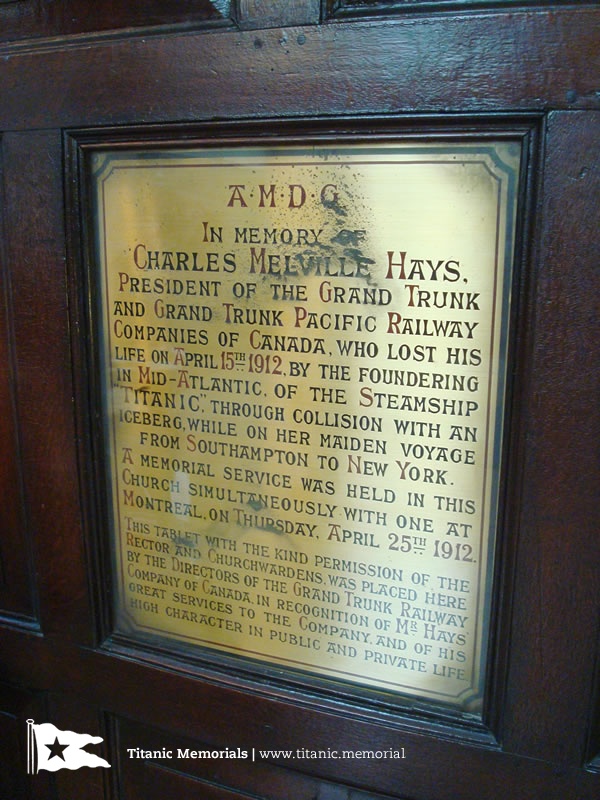 A·M·D·G
IN MEMORY OF
CHARLES MELVILLE HAYS,
PRESIDENT OF THE GRAND TRUNK
AND GRAND TRUNK PACIFIC RAILWAY
COMPANIES OF CANADA, WHO LOST HIS
LIFE ON APRIL 15TH 1912, BY THE FOUNDERING
IN MID-ATLANTIC, OF THE STEAMSHIP
"TITANIC", THROUGH COLLISION WITH AN
ICEBERG, WHILE ON HER MAIDEN VOYAGE
FROM SOUTHAMPTON TO NEW YORK.
A MEMORIAL SERVICE WAS HELD IN THIS
CHURCH SIMULTANEOUSLY WITH ONE AT
MONTREAL, ON THURSDAY, APRIL 25TH 1912.
THIS TABLET WITH THE KIND PERMISSION OF THE
RECTOR AND CHURCHWARDENS, WAS PLACED HERE
BY THE DIRECTORS OF THE GRAND TRUNK RAILWAY
COMPANY OF CANADA, IN RECOGNITION OF MR HAYS'
GREAT SERVICES TO THE COMPANY, AND OF HIS
HIGH CHARACTER IN PUBLIC AND PRIVATE LIFE
Titanic Memorials | www.titanic.memorial